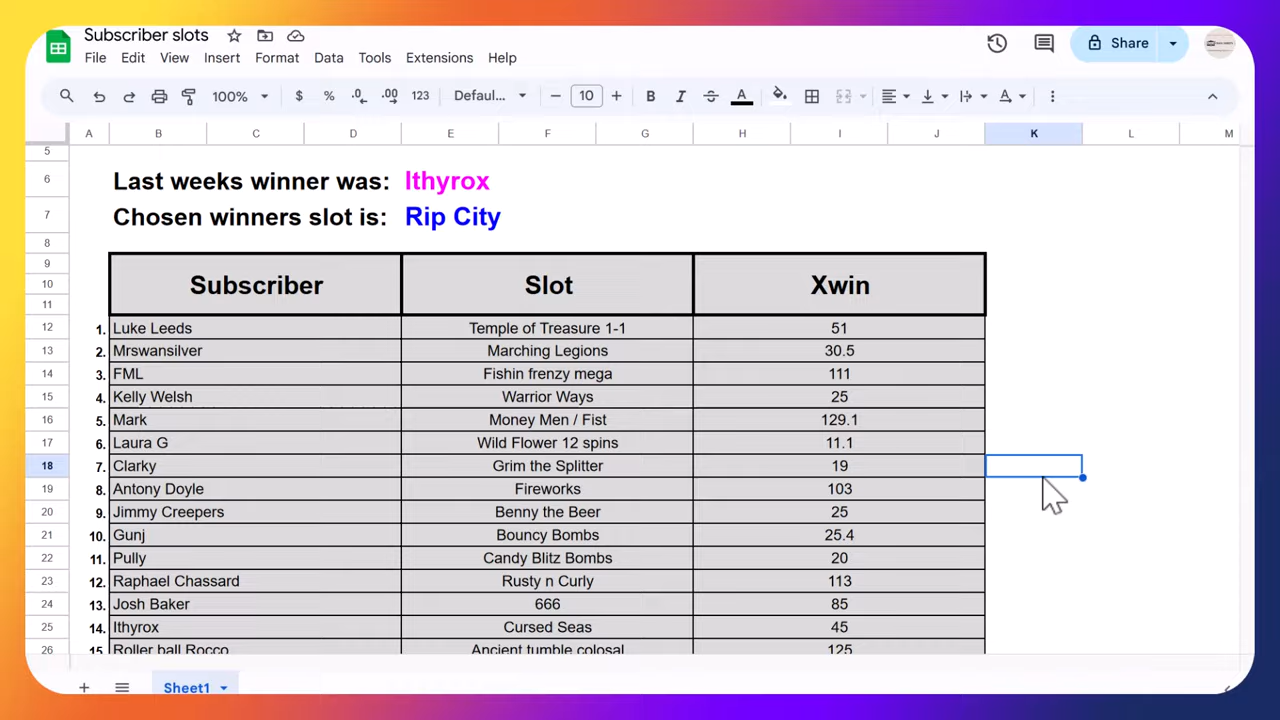 Subscriber slots
File Edit View Insert Format Data Tools Extensions Help
Share
100% $ % .0 .00 123 Defaul... 10 B I A
A B C D E F G H I J K L M
5
6 Last weeks winner was: Ithyrox
7 Chosen winners slot is: Rip City
8
9
10 Subscriber Slot Xwin
11
12 1. Luke Leeds Temple of Treasure 1-1 51
13 2. Mrswansilver Marching Legions 30.5
14 3. FML Fishin frenzy mega 111
15 4. Kelly Welsh Warrior Ways 25
16 5. Mark Money Men / Fist 129.1
17 6. Laura G Wild Flower 12 spins 11.1
18 7. Clarky Grim the Splitter 19
19 8. Antony Doyle Fireworks 103
20 9. Jimmy Creepers Benny the Beer 25
21 10. Gunj Bouncy Bombs 25.4
22 11. Pully Candy Blitz Bombs 20
23 12. Raphael Chassard Rusty n Curly 113
24 13. Josh Baker 666 85
25 14. Ithyrox Cursed Seas 45
26 15. Roller ball Rocco Ancient tumble colosal 125
Sheet1